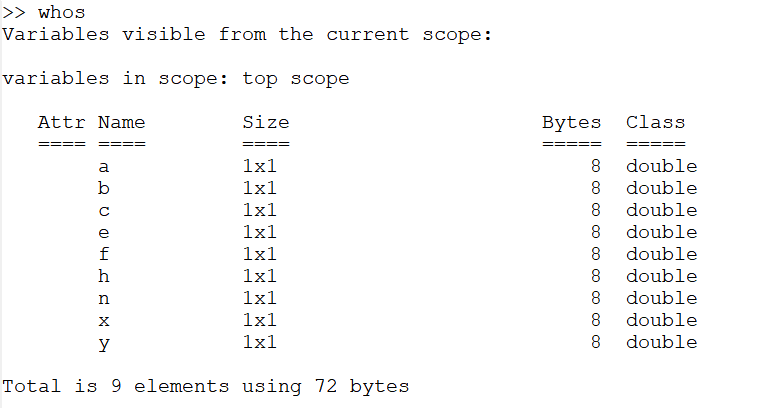 >> whos
Variables visible from the current scope:
variables in scope: top scope
Attr Name Size Bytes Class
==== ==== ==== ===== =====
a 1x1 8 double
b 1x1 8 double
c 1x1 8 double
e 1x1 8 double
f 1x1 8 double
h 1x1 8 double
n 1x1 8 double
x 1x1 8 double
y 1x1 8 double
Total is 9 elements using 72 bytes